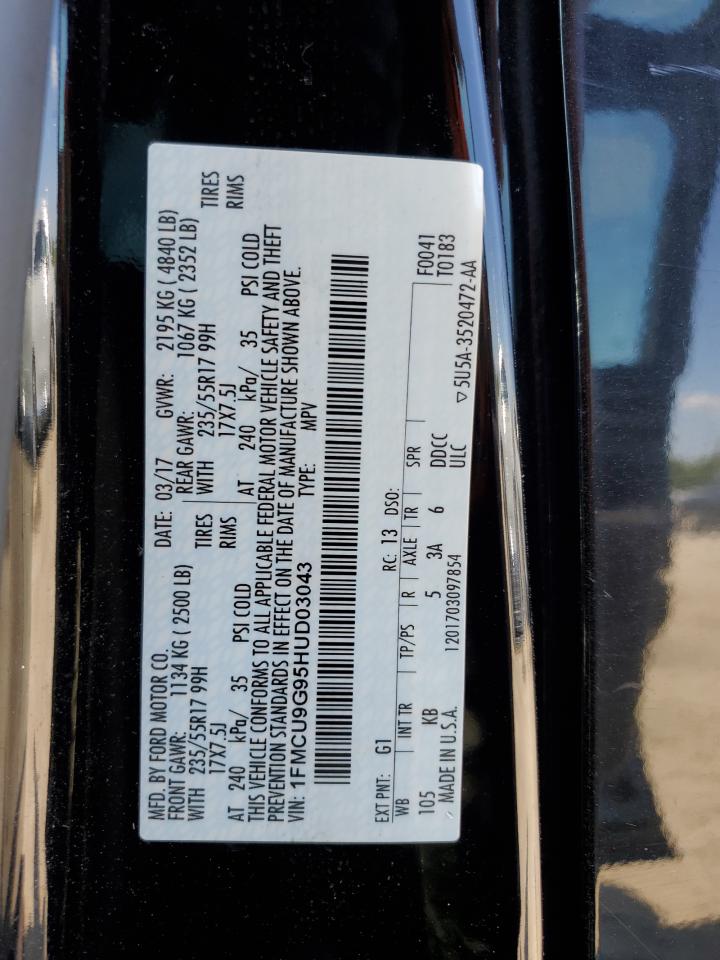 MFD. BY FORD MOTOR CO.
DATE: 03/17 GVWR: 2195 KG ( 4840 LB)
FRONT GAWR: 1134 KG ( 2500 LB) REAR GAWR: 1067 KG ( 2352 LB)
WITH 235/55R17 99H TIRES WITH 235/55R17 99H TIRES
17X7.5J RIMS 17X7.5J RIMS
AT 240 kPa/ 35 PSI COLD AT 240 kPa/ 35 PSI COLD
THIS VEHICLE CONFORMS TO ALL APPLICABLE FEDERAL MOTOR VEHICLE SAFETY AND THEFT
PREVENTION STANDARDS IN EFFECT ON THE DATE OF MANUFACTURE SHOWN ABOVE.
VIN: 1FMCU9G95HUD03043 TYPE: MPV
EXT PNT: G1 RC: 13 DSO: F0041
WB INT TR TP/PS R AXLE TR SPR T0183
105 KB 5 3A 6 DDCC
MADE IN U.S.A. 1201703097854 ULC ▽5U5A-3520472-AA